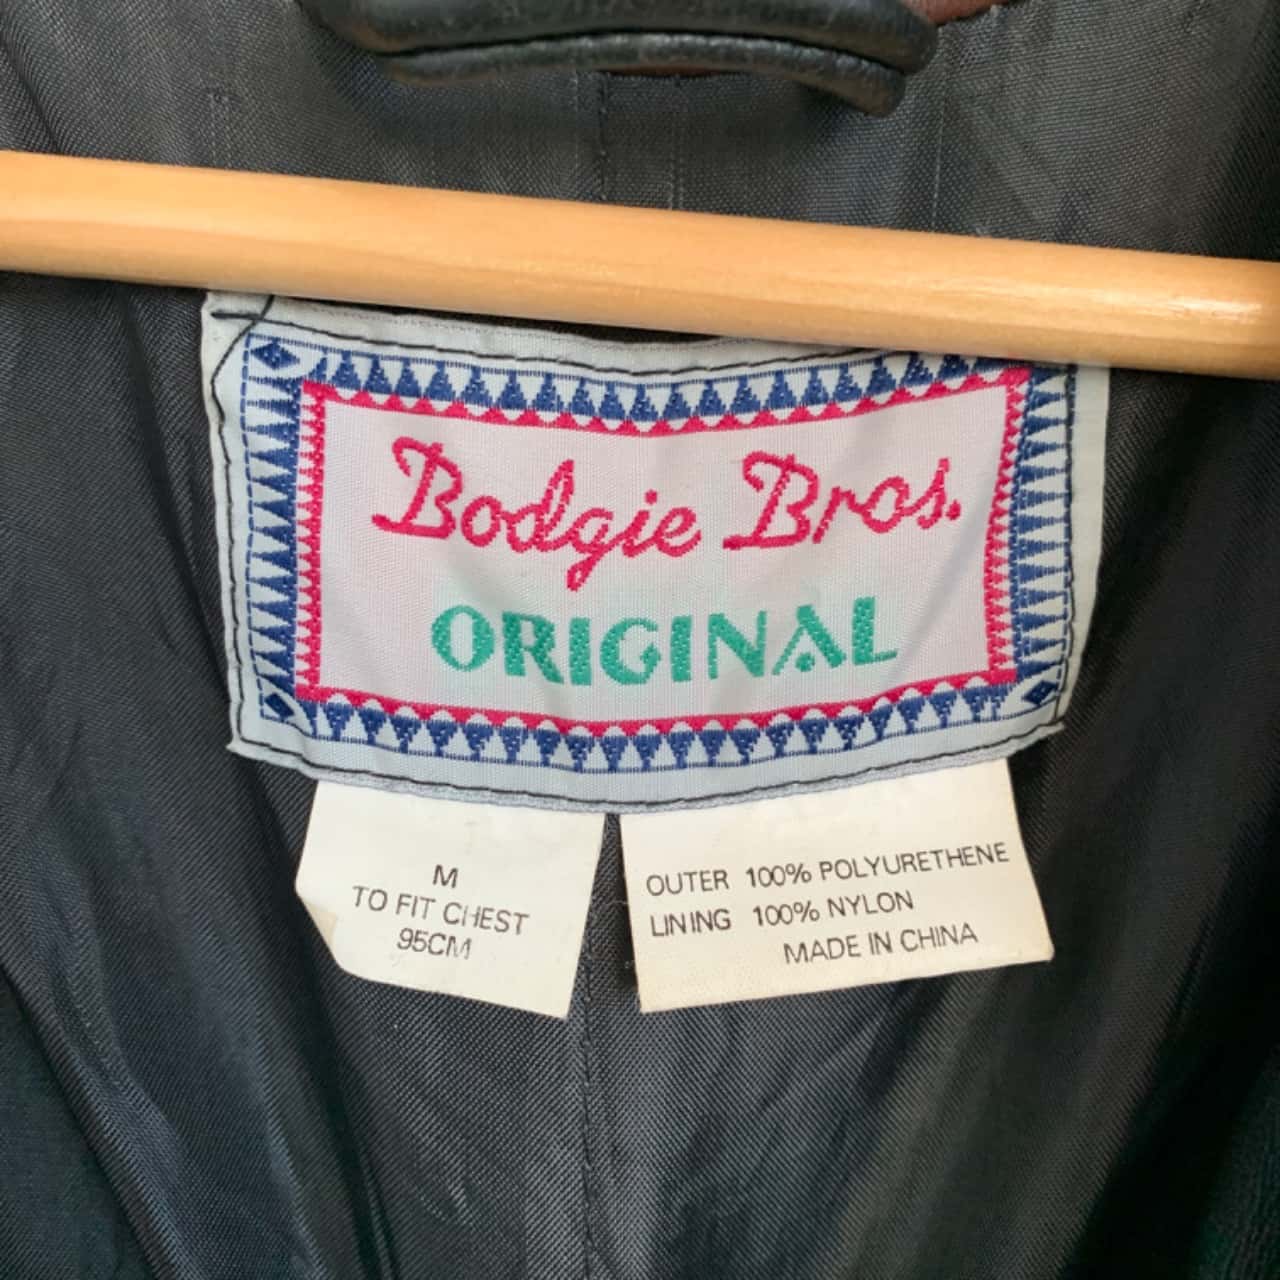 Bodgie Bros.
ORIGINAL
M
TO FIT CHEST
95CM
OUTER 100% POLYURETHENE
LINING 100% NYLON
MADE IN CHINA